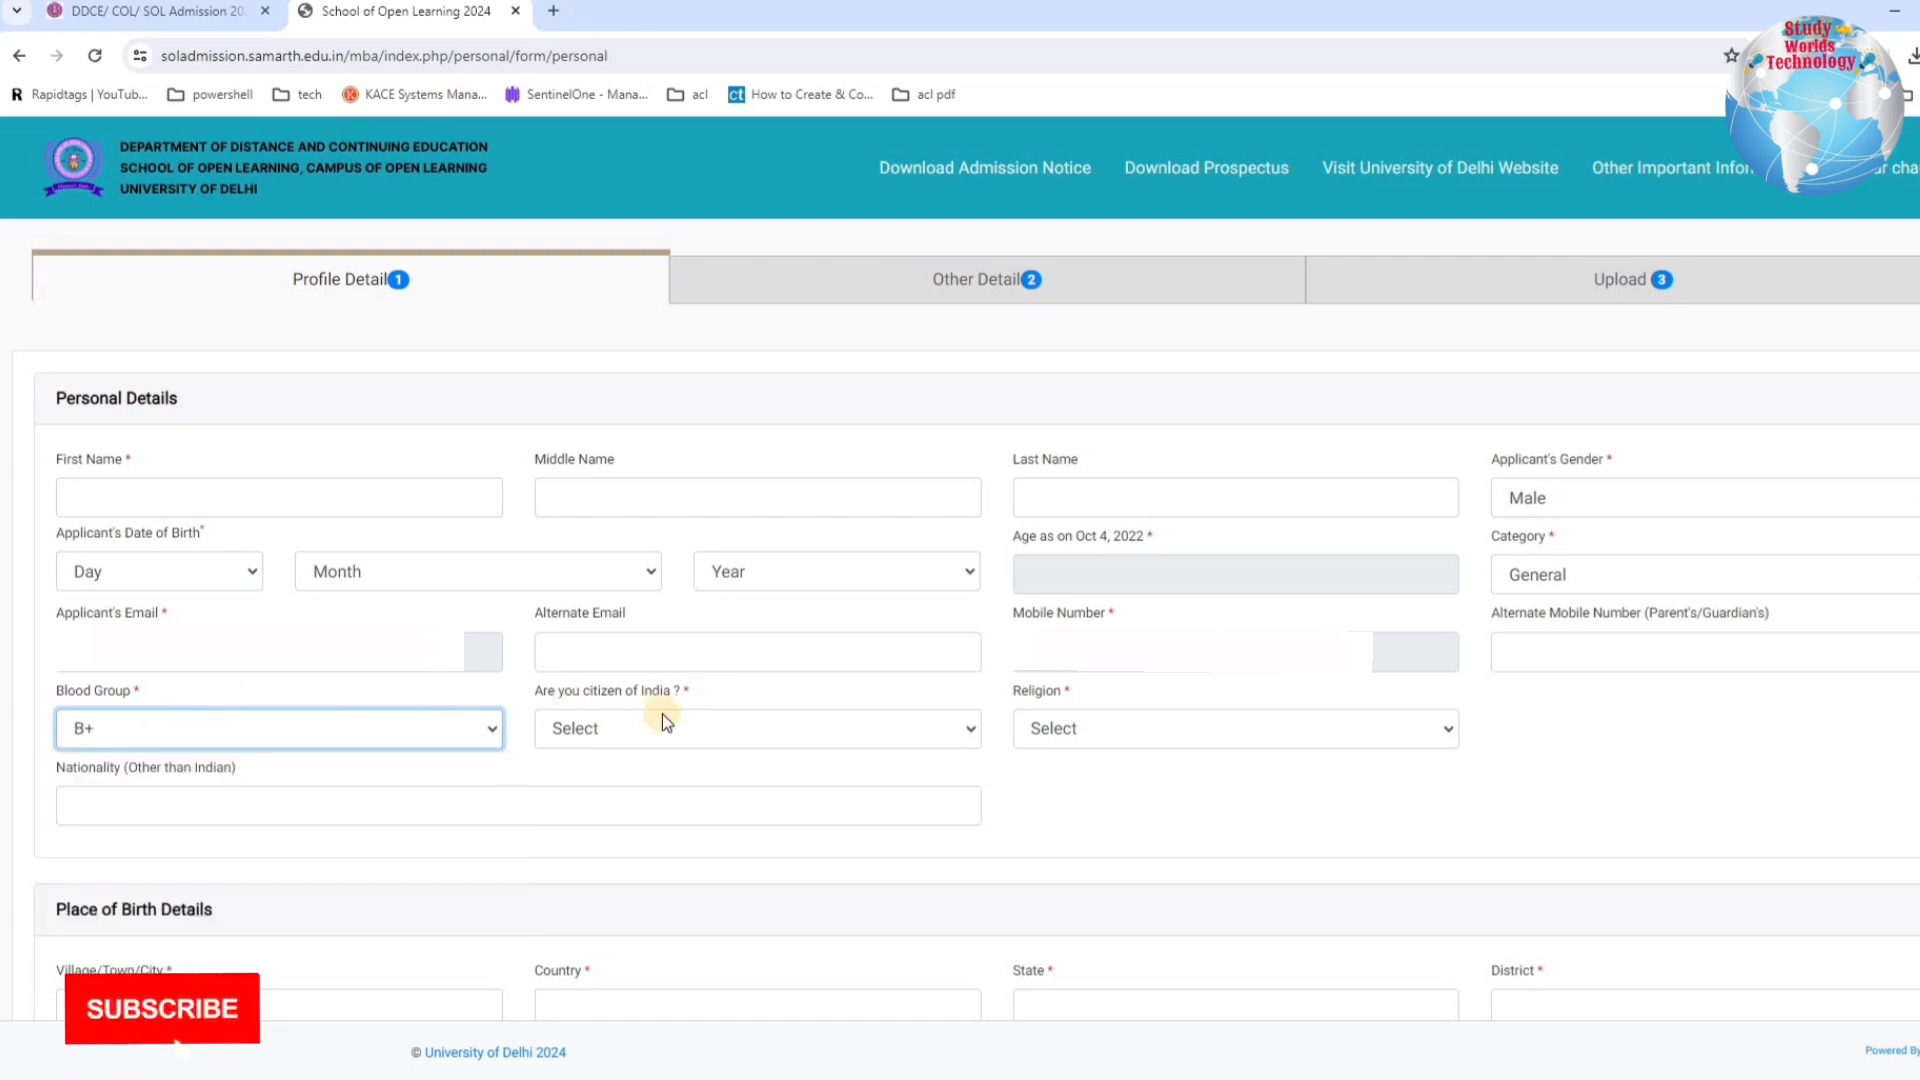 DDCE/ COL/ SOL Admission 20
School of Open Learning 2024
soladmission.samarth.edu.in/mba/index.php/personal/form/personal
Rapidtags | YouTub...
powershell
tech
KACE Systems Mana...
SentinelOne - Mana...
acl
ct
How to Create & Co...
acl pdf
Study
Worlds
Technology
DEPARTMENT OF DISTANCE AND CONTINUING EDUCATION
SCHOOL OF OPEN LEARNING, CAMPUS OF OPEN LEARNING
UNIVERSITY OF DELHI
Download Admission Notice
Download Prospectus
Visit University of Delhi Website
Other Important Infor
Profile Detail 1
Other Detail 2
Upload 3
Personal Details
First Name *
Middle Name
Last Name
Applicant's Gender *
Male
Applicant's Date of Birth*
Age as on Oct 4, 2022 *
Category *
Day
Month
Year
General
Applicant's Email *
Alternate Email
Mobile Number *
Alternate Mobile Number (Parent's/Guardian's)
Blood Group *
Are you citizen of India ? *
Religion *
B+
Select
Select
Nationality (Other than Indian)
Place of Birth Details
Village/Town/City *
Country *
State *
District *
SUBSCRIBE
© University of Delhi 2024
Powered By